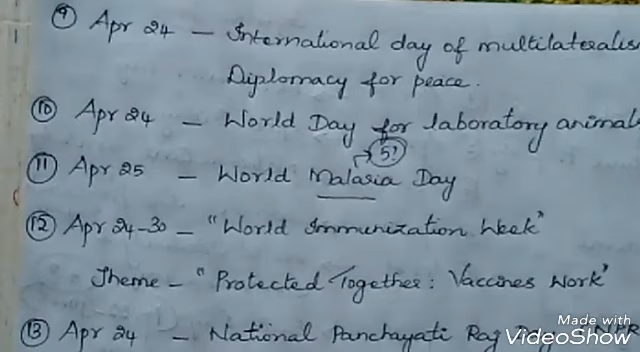 9 Apr 24 – International day of multilateralis
Diplomacy for peace.
10 Apr 24 – World Day for laboratory animal
11 Apr 25 – World Malaria Day
12 Apr 24-30 – "World Immunization Week"
Theme – "Protected Together: Vaccines Work"
13 Apr 24 – National Panchayati Raj Day
Made with
VideoShow